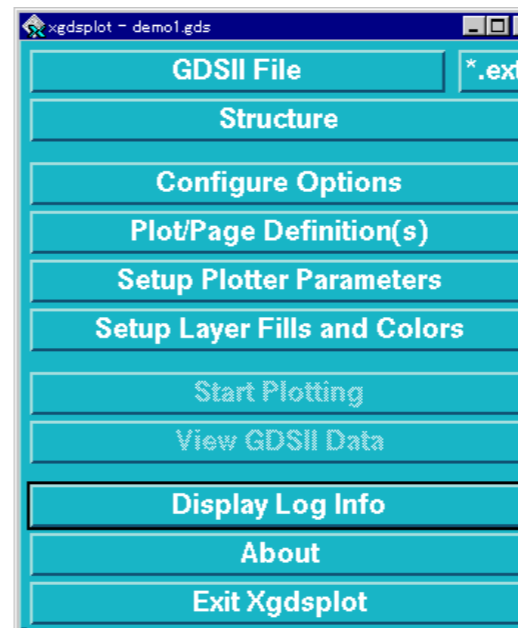 xgdsplot - demo1.gds
GDSII File *.ext
Structure
Configure Options
Plot/Page Definition(s)
Setup Plotter Parameters
Setup Layer Fills and Colors
Start Plotting
View GDSII Data
Display Log Info
About
Exit Xgdsplot